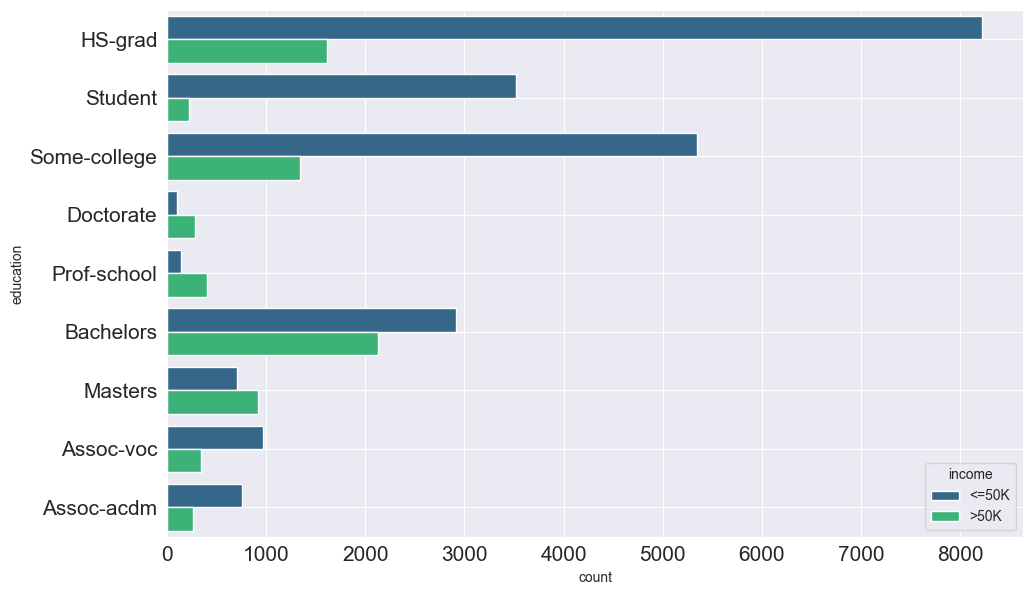 HS-grad
Student
Some-college
Doctorate
Prof-school
Bachelors
Masters
Assoc-voc
Assoc-acdm
education
0 1000 2000 3000 4000 5000 6000 7000 8000
count
income
<=50K
>50K